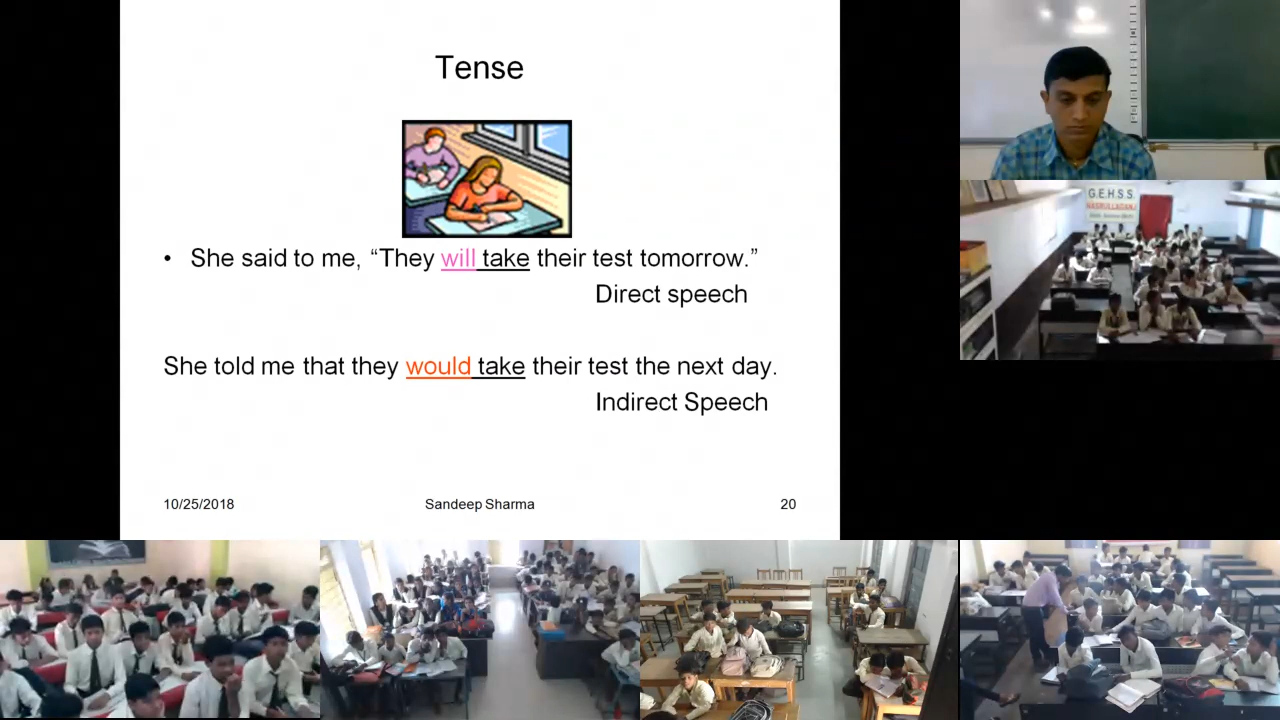 Tense
• She said to me, “They will take their test tomorrow.”
Direct speech
She told me that they would take their test the next day.
Indirect Speech
10/25/2018 Sandeep Sharma 20
G.E.H.S.S.
NASRULLAGANJ